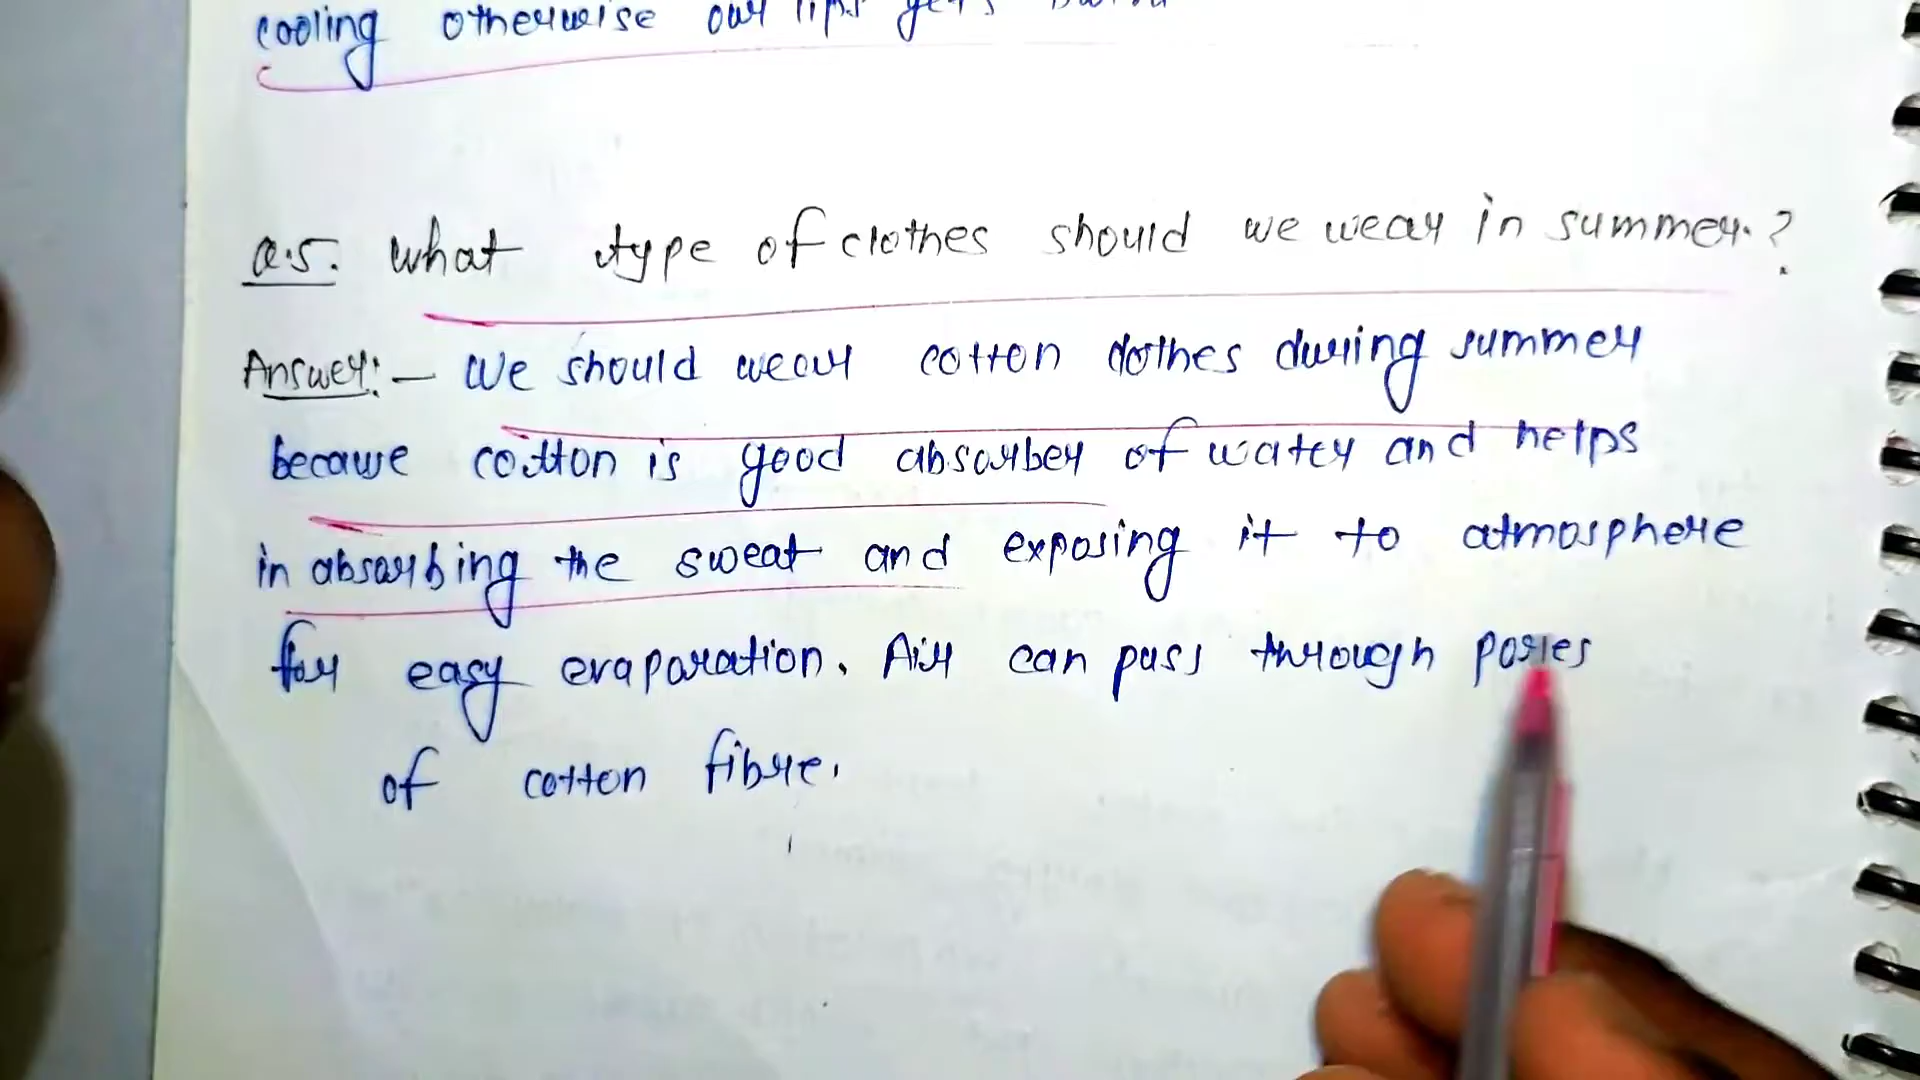 cooling otherwise our lips gets
Q.5. What type of clothes should we wear in summer.?
Answer:- We should wear cotton clothes during summer
because cotton is good absorber of water and helps
in absorbing the sweat and exposing it to atmosphere
for easy evaporation. Air can pass through pores
of cotton fibre.